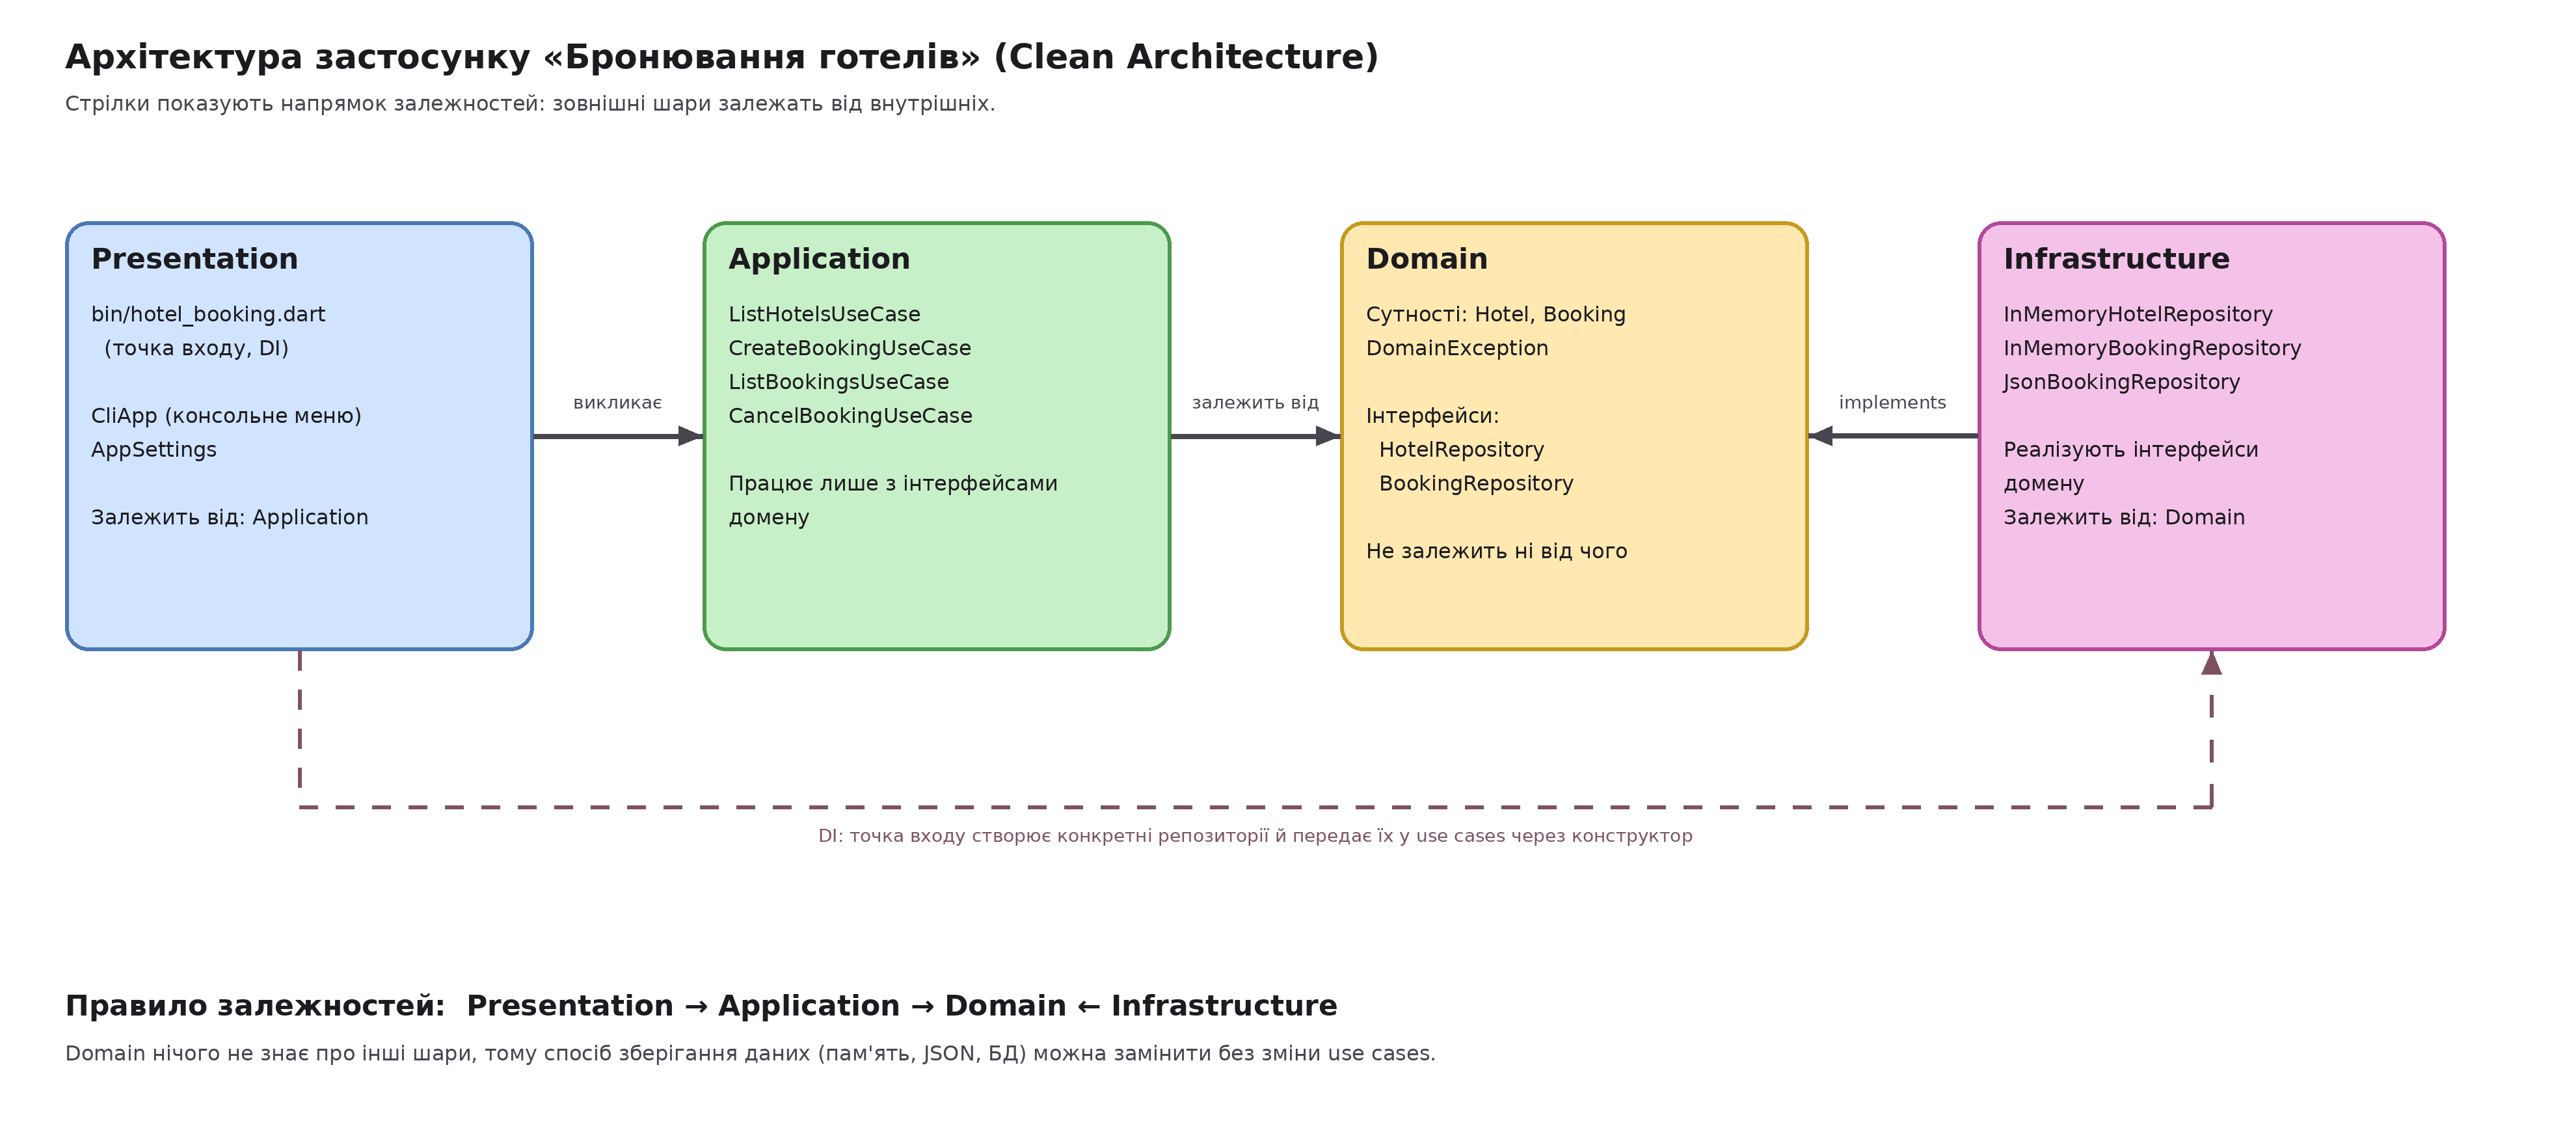 Архітектура застосунку «Бронювання готелів» (Clean Architecture)
Стрілки показують напрямок залежностей: зовнішні шари залежать від внутрішніх.
Presentation
bin/hotel_booking.dart
(точка входу, DI)
CliApp (консольне меню)
AppSettings
Залежить від: Application
викликає
Application
ListHotelsUseCase
CreateBookingUseCase
ListBookingsUseCase
CancelBookingUseCase
Працює лише з інтерфейсами
домену
залежить від
Domain
Сутності: Hotel, Booking
DomainException
Інтерфейси:
HotelRepository
BookingRepository
Не залежить ні від чого
implements
Infrastructure
InMemoryHotelRepository
InMemoryBookingRepository
JsonBookingRepository
Реалізують інтерфейси
домену
Залежить від: Domain
DI: точка входу створює конкретні репозиторії й передає їх у use cases через конструктор
Правило залежностей:  Presentation → Application → Domain ← Infrastructure
Domain нічого не знає про інші шари, тому спосіб зберігання даних (пам'ять, JSON, БД) можна замінити без зміни use cases.